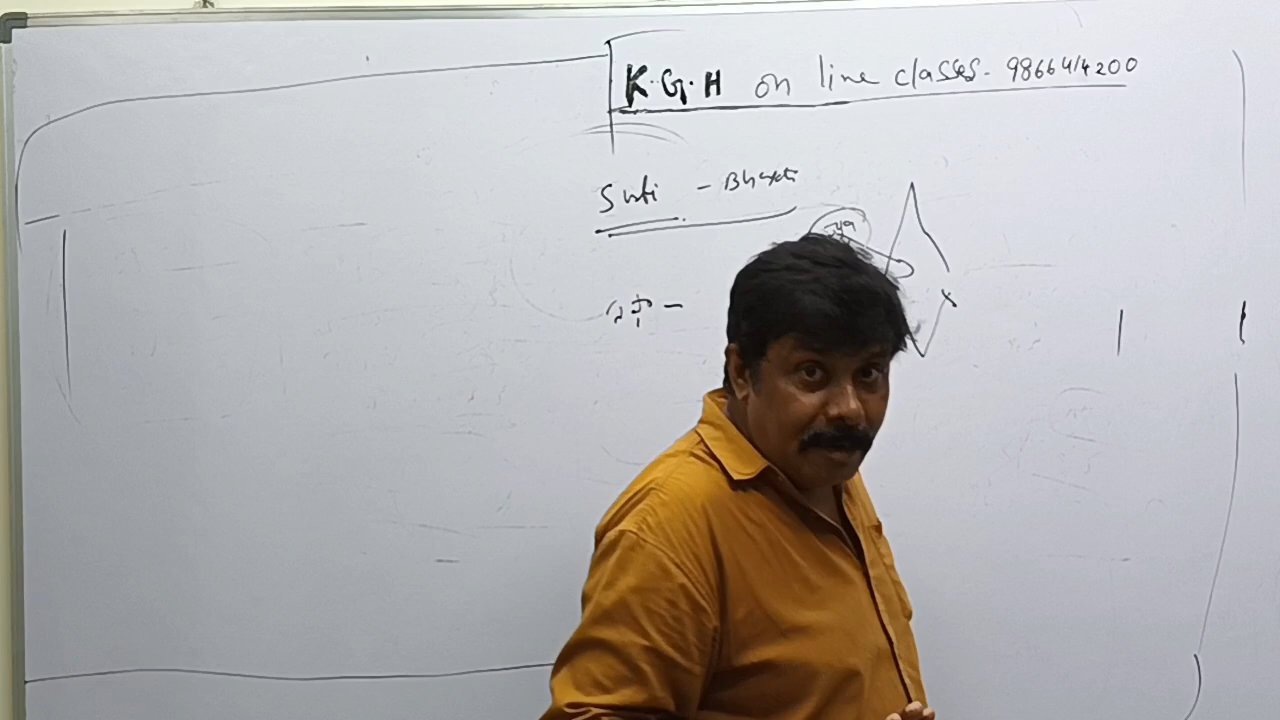 K.G.H on line classes - 9866414200
Sufi - Bhakti